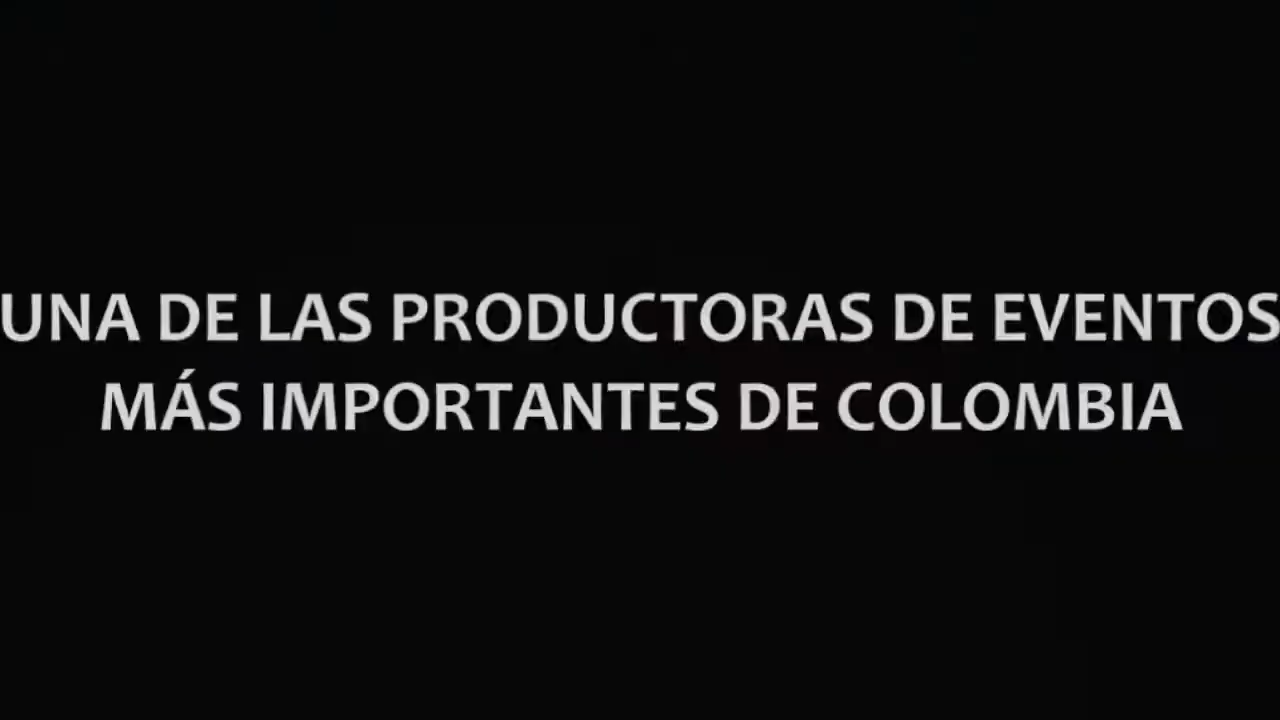 UNA DE LAS PRODUCTORAS DE EVENTOS
MÁS IMPORTANTES DE COLOMBIA